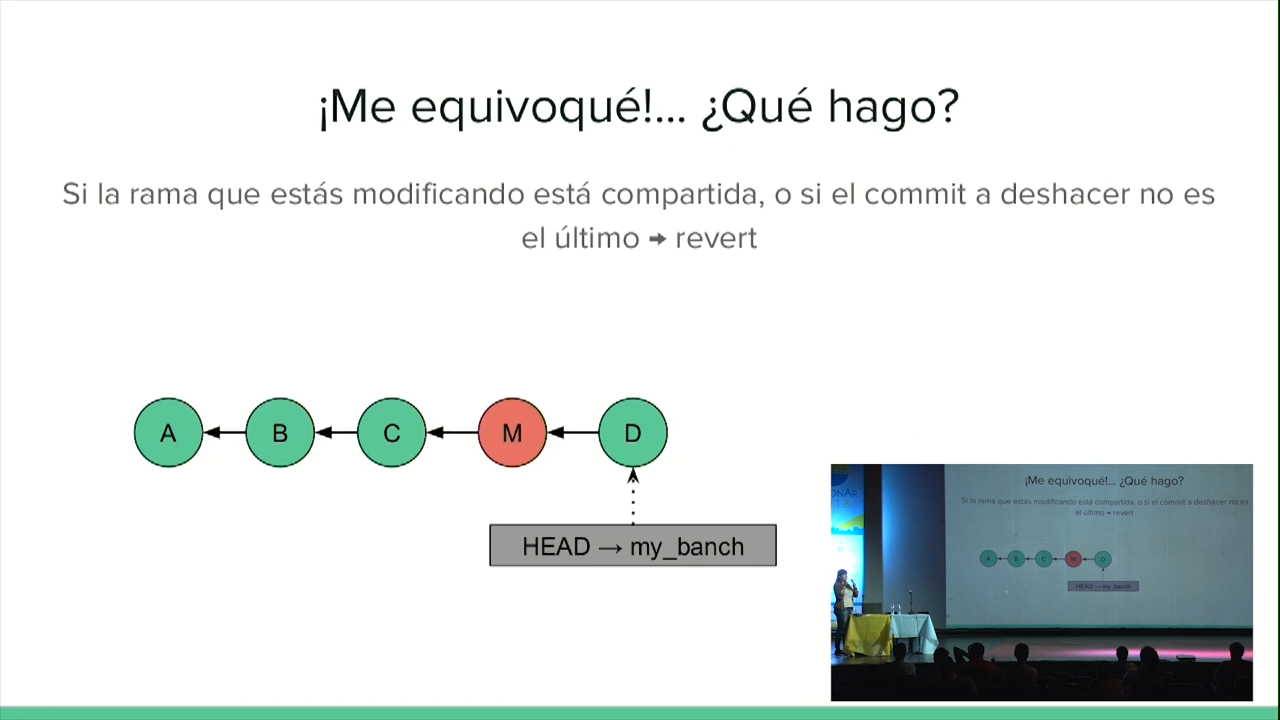 ¡Me equivoqué!... ¿Qué hago?
Si la rama que estás modificando está compartida, o si el commit a deshacer no es
el último → revert
A B C M D
HEAD → my_banch
¡Me equivoqué!... ¿Qué hago?
Si la rama que estás modificando está compartida, o si el commit a deshacer no es
el último → revert
A B C M D
HEAD → my_banch